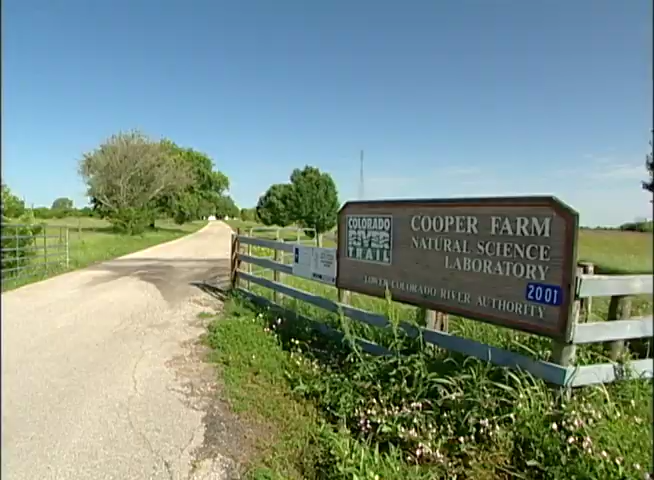 COLORADO
RIVER
TRAIL
COOPER FARM
NATURAL SCIENCE
LABORATORY
LOWER COLORADO RIVER AUTHORITY
2001